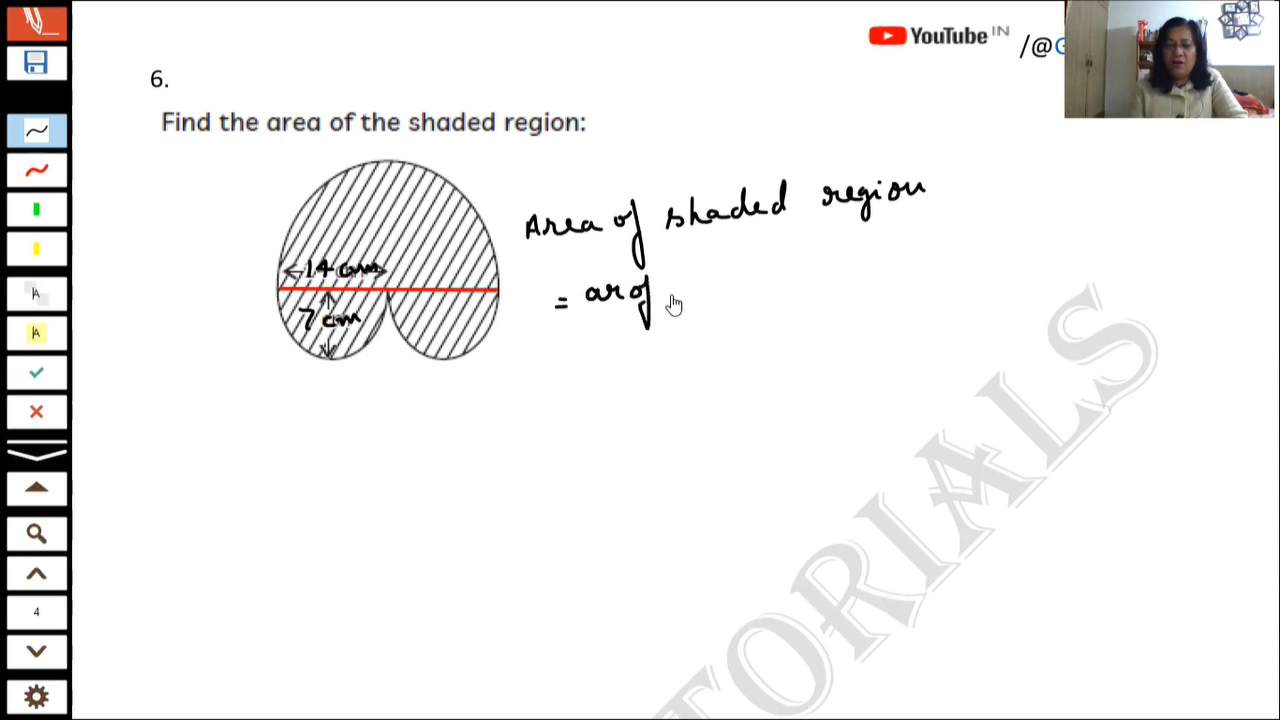 YouTube IN /@
6.
Find the area of the shaded region:
Area of shaded region
14 cm
= ar of
7 cm
4
TORIALS